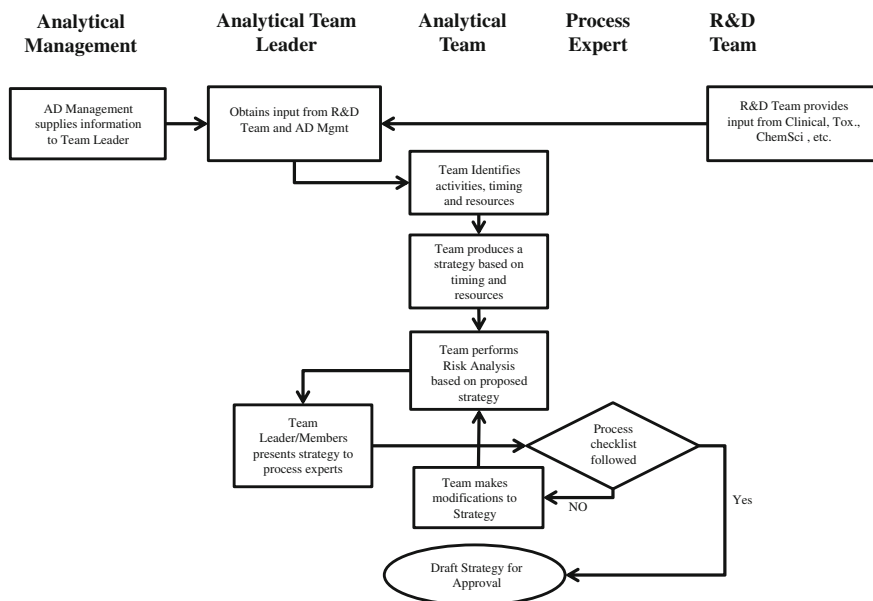 Analytical
Management
Analytical Team
Leader
Analytical
Team
Process
Expert
R&D
Team
AD Management
supplies information
to Team Leader
Obtains input from R&D
Team and AD Mgmt
R&D Team provides
input from Clinical, Tox.,
ChemSci , etc.
Team Identifies
activities, timing
and resources
Team produces a
strategy based on
timing and
resources
Team performs
Risk Analysis
based on proposed
strategy
Team
Leader/Members
presents strategy to
process experts
Process
checklist
followed
Team makes
modifications to
Strategy
NO
Yes
Draft Strategy for
Approval